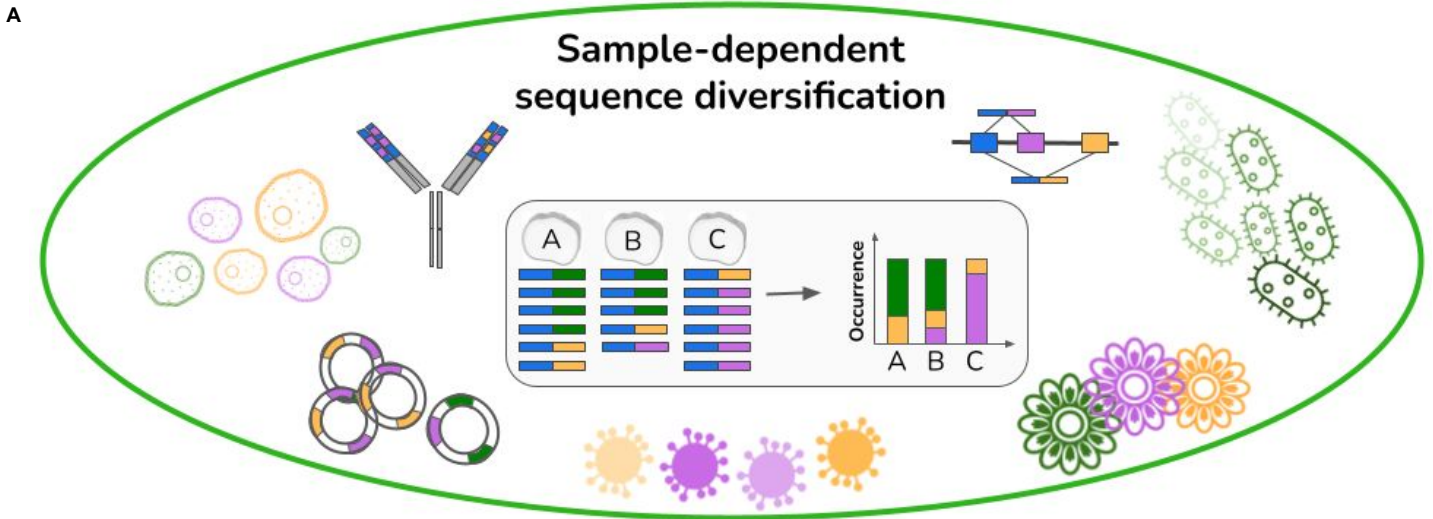 A
Sample-dependent
sequence diversification
A B C
Occurrence
A B C